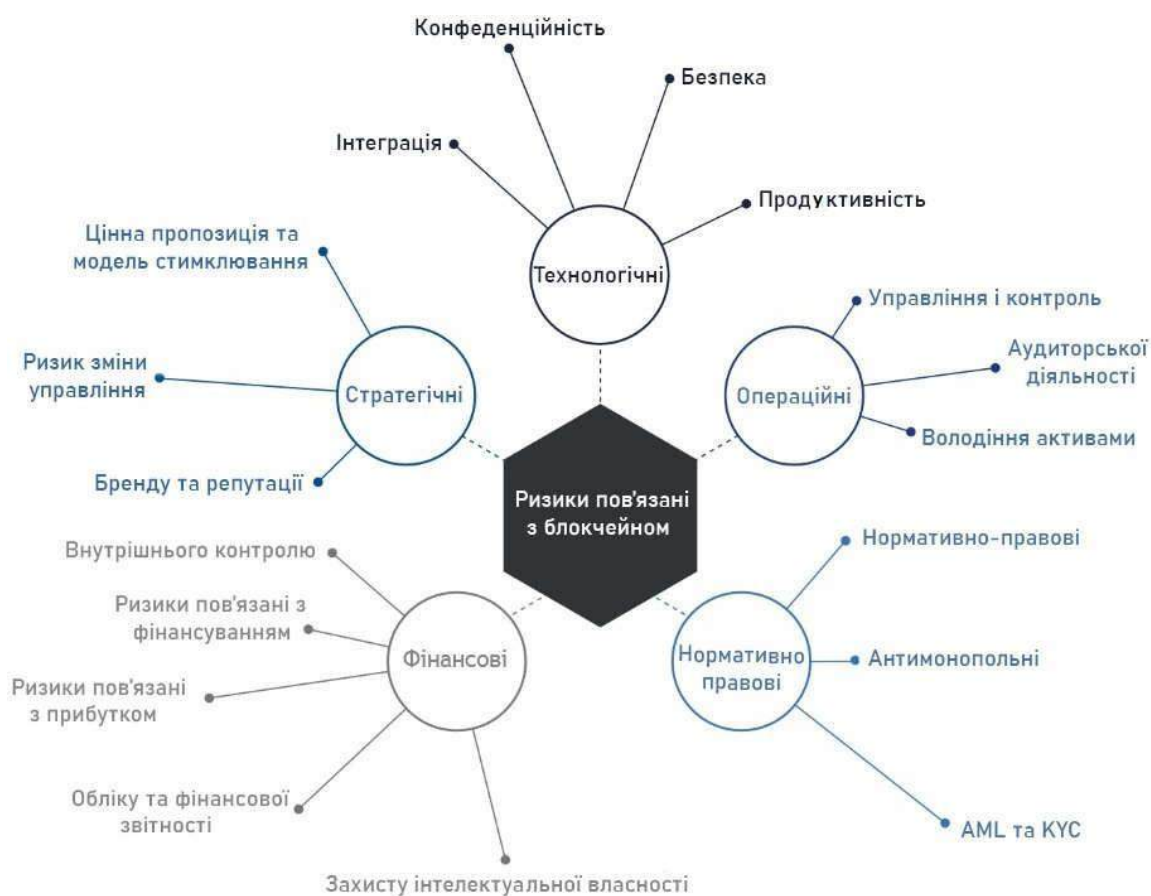 Конфеденційність
Безпека
Інтеграція
Продуктивність
Технологічні
Цінна пропозиція та
модель стимклювання
Ризик зміни
управління
Бренду та репутації
Стратегічні
Управління і контроль
Аудиторської
діяльності
Володіння активами
Операційні
Ризики пов'язані
з блокчейном
Внутрішнього контролю
Ризики пов'язані з
фінансуванням
Ризики пов'язані
з прибутком
Обліку та фінансової
звітності
Захисту інтелектуальної власності
Фінансові
Нормативно-правові
Антимонопольні
AML та KYC
Нормативно
правові